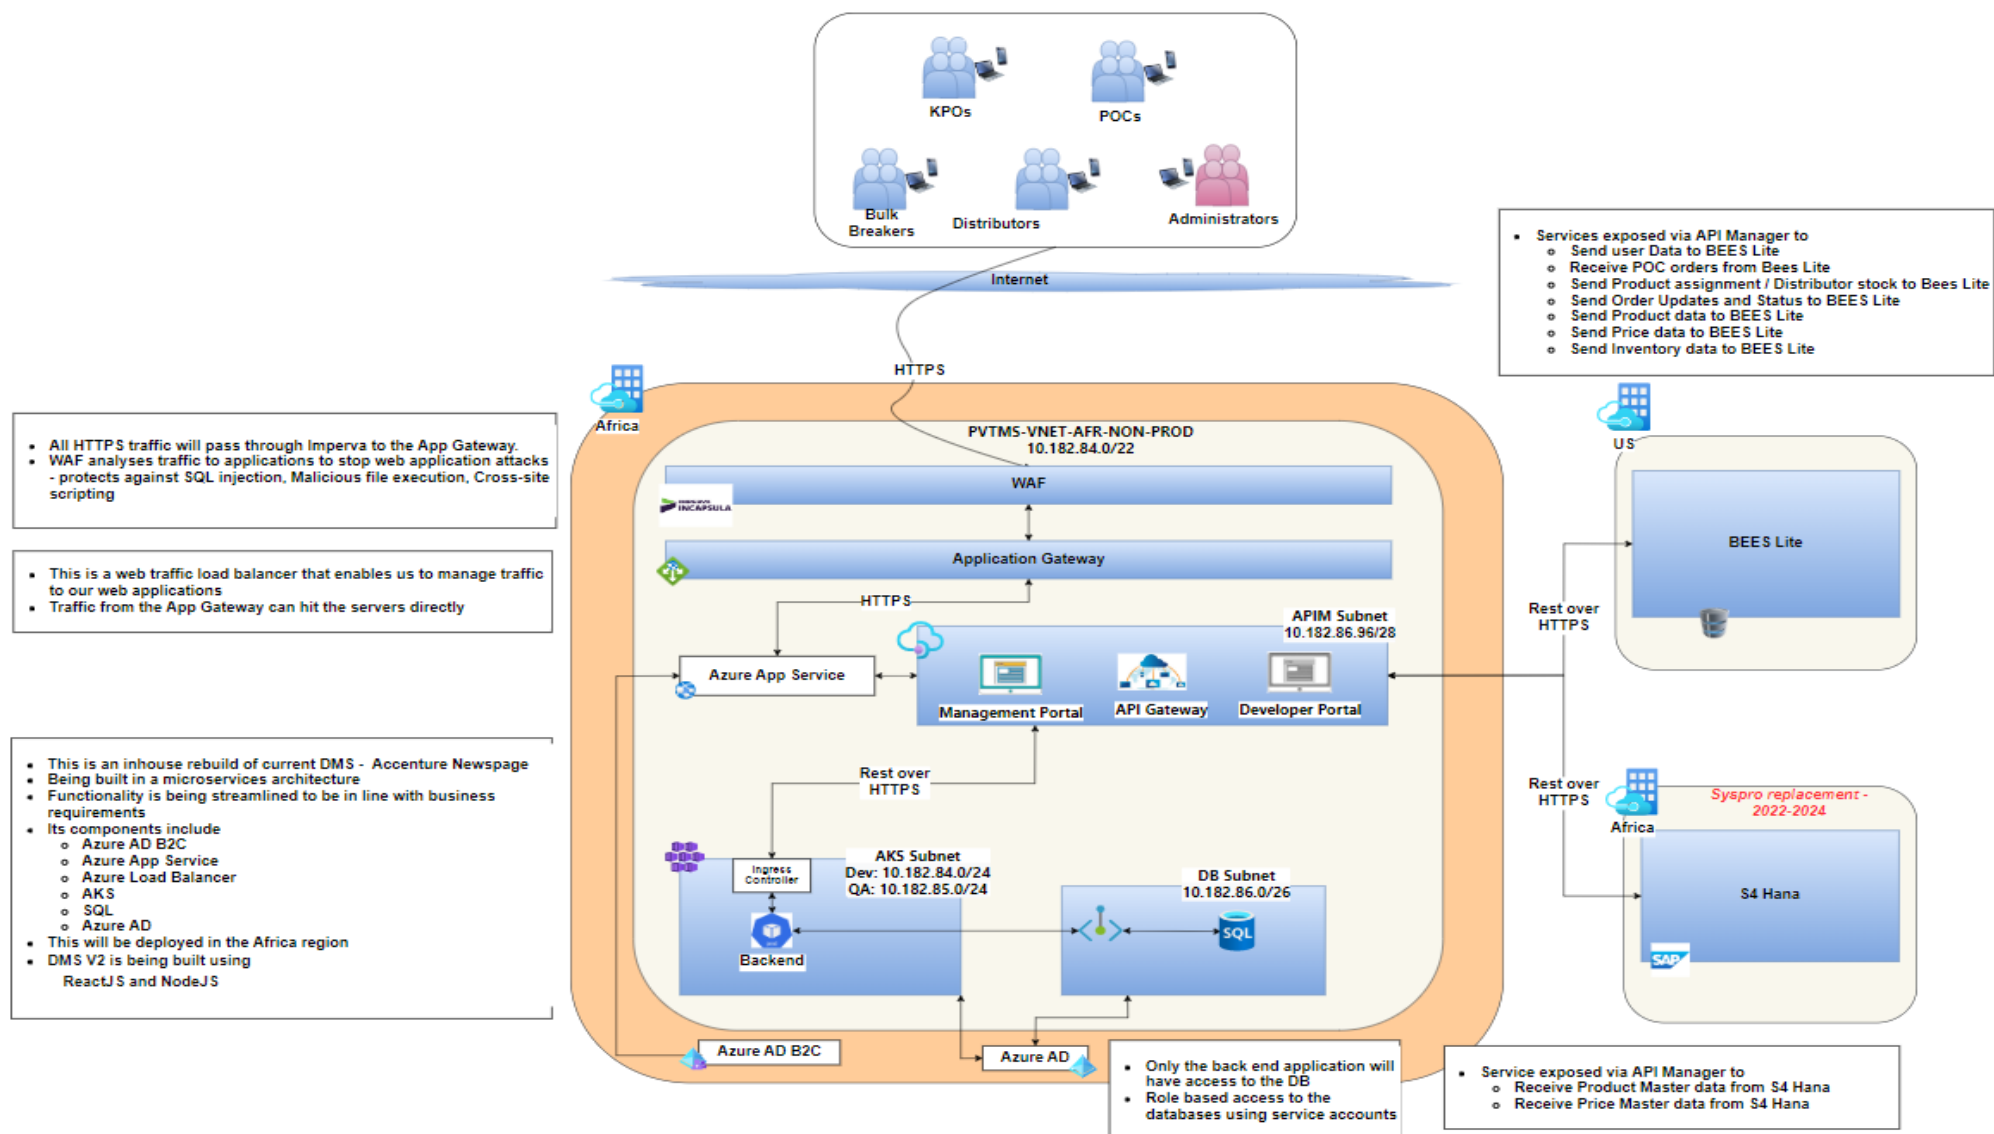 KPOs
POCs
Bulk
Breakers
Distributors
Administrators
Internet
HTTPS
Services exposed via API Manager to
Send user Data to BEES Lite
Receive POC orders from Bees Lite
Send Product assignment / Distributor stock to Bees Lite
Send Order Updates and Status to BEES Lite
Send Product data to BEES Lite
Send Price data to BEES Lite
Send Inventory data to BEES Lite
All HTTPS traffic will pass through Imperva to the App Gateway.
WAF analyses traffic to applications to stop web application attacks
- protects against SQL injection, Malicious file execution, Cross-site
scripting
This is a web traffic load balancer that enables us to manage traffic
to our web applications
Traffic from the App Gateway can hit the servers directly
This is an inhouse rebuild of current DMS - Accenture Newspage
Being built in a microservices architecture
Functionality is being streamlined to be in line with business
requirements
Its components include
Azure AD B2C
Azure App Service
Azure Load Balancer
AKS
SQL
Azure AD
This will be deployed in the Africa region
DMS V2 is being built using
ReactJS and NodeJS
Africa
PVTMS-VNET-AFR-NON-PROD
10.182.84.0/22
WAF
INCAPSULA
Application Gateway
HTTPS
APIM Subnet
10.182.86.96/28
Azure App Service
Management Portal
API Gateway
Developer Portal
Rest over
HTTPS
Ingress
Controller
AKS Subnet
Dev: 10.182.84.0/24
QA: 10.182.85.0/24
Backend
DB Subnet
10.182.86.0/26
SQL
Azure AD B2C
Azure AD
Only the back end application will
have access to the DB
Role based access to the
databases using service accounts
US
BEES Lite
Rest over
HTTPS
Rest over
HTTPS
Africa
Syspro replacement -
2022-2024
S4 Hana
SAP
Service exposed via API Manager to
Receive Product Master data from S4 Hana
Receive Price Master data from S4 Hana